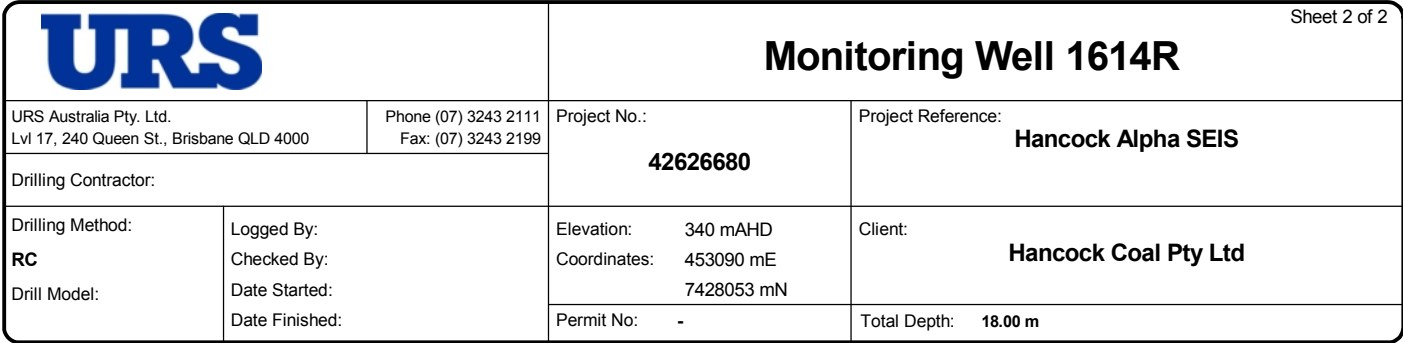 URS
Sheet 2 of 2
Monitoring Well 1614R
URS Australia Pty. Ltd.
Lvl 17, 240 Queen St., Brisbane QLD 4000
Phone (07) 3243 2111
Fax: (07) 3243 2199
Project No.:
42626680
Project Reference:
Hancock Alpha SEIS
Drilling Contractor:
Drilling Method:
RC
Drill Model:
Logged By:
Checked By:
Date Started:
Date Finished:
Elevation: 340 mAHD
Coordinates: 453090 mE
7428053 mN
Permit No: -
Client:
Hancock Coal Pty Ltd
Total Depth: 18.00 m